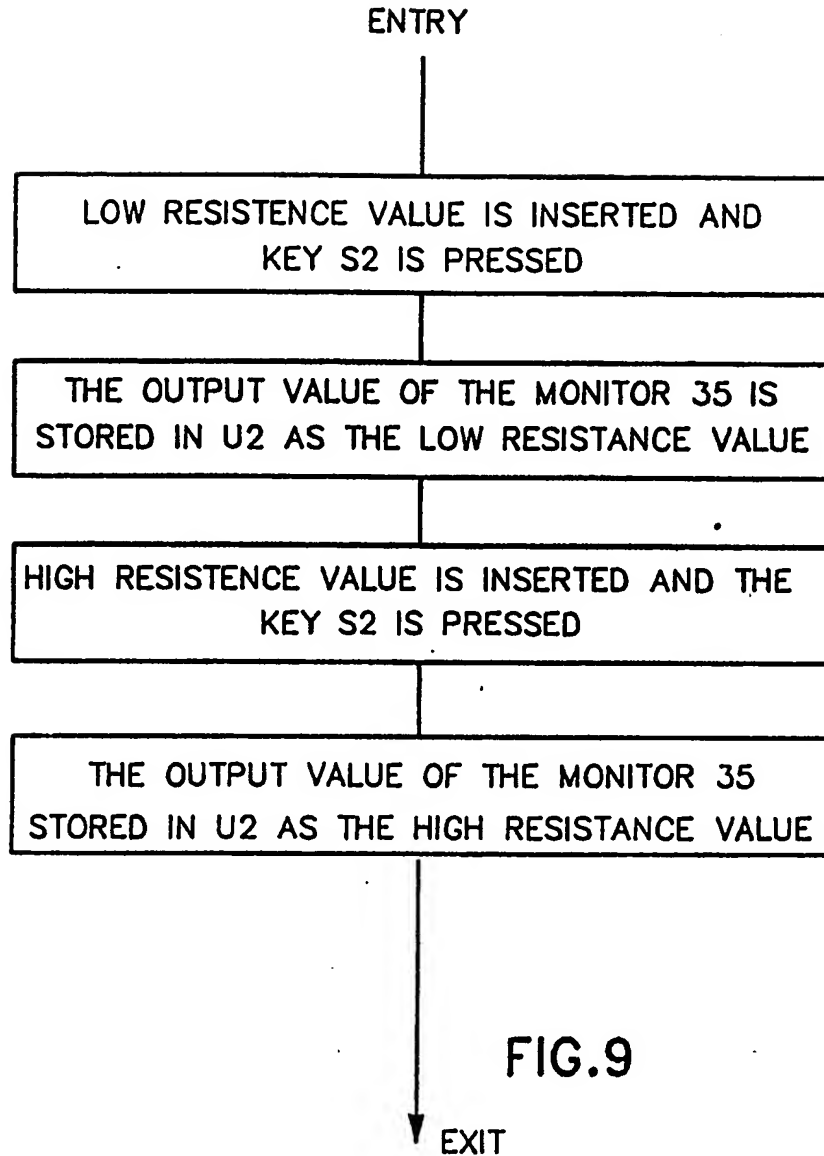 ENTRY
LOW RESISTENCE VALUE IS INSERTED AND
KEY S2 IS PRESSED
THE OUTPUT VALUE OF THE MONITOR 35 IS
STORED IN U2 AS THE LOW RESISTANCE VALUE
HIGH RESISTENCE VALUE IS INSERTED AND THE
KEY S2 IS PRESSED
THE OUTPUT VALUE OF THE MONITOR 35
STORED IN U2 AS THE HIGH RESISTANCE VALUE
FIG.9
EXIT